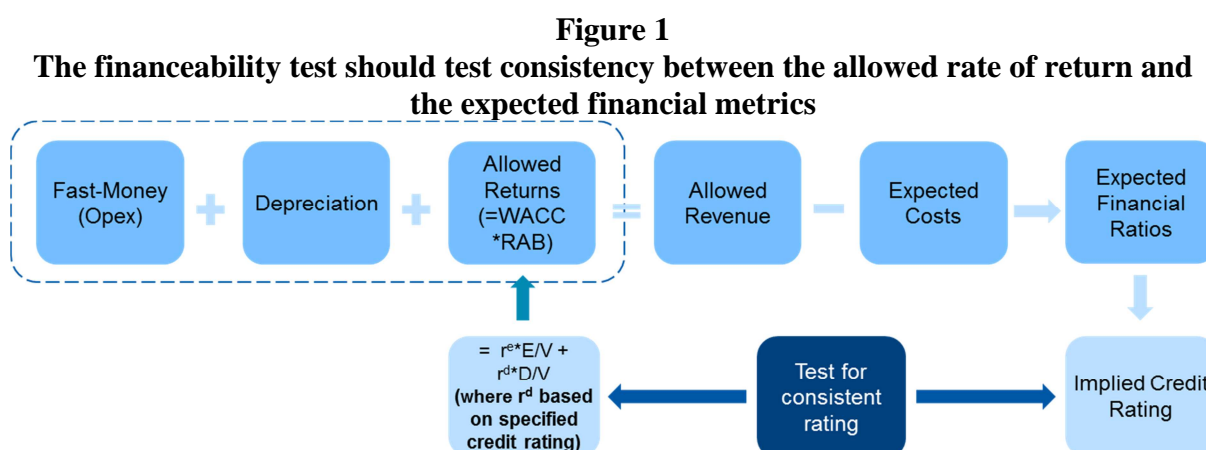 Figure 1
The financeability test should test consistency between the allowed rate of return and
the expected financial metrics
Fast-Money
(Opex)
+
Depreciation
+
Allowed
Returns
(=WACC
*RAB)
=
Allowed
Revenue
−
Expected
Costs
Expected
Financial
Ratios
= rᵉ*E/V +
rᵈ*D/V
(where rᵈ based
on specified
credit rating)
Test for
consistent
rating
Implied Credit
Rating